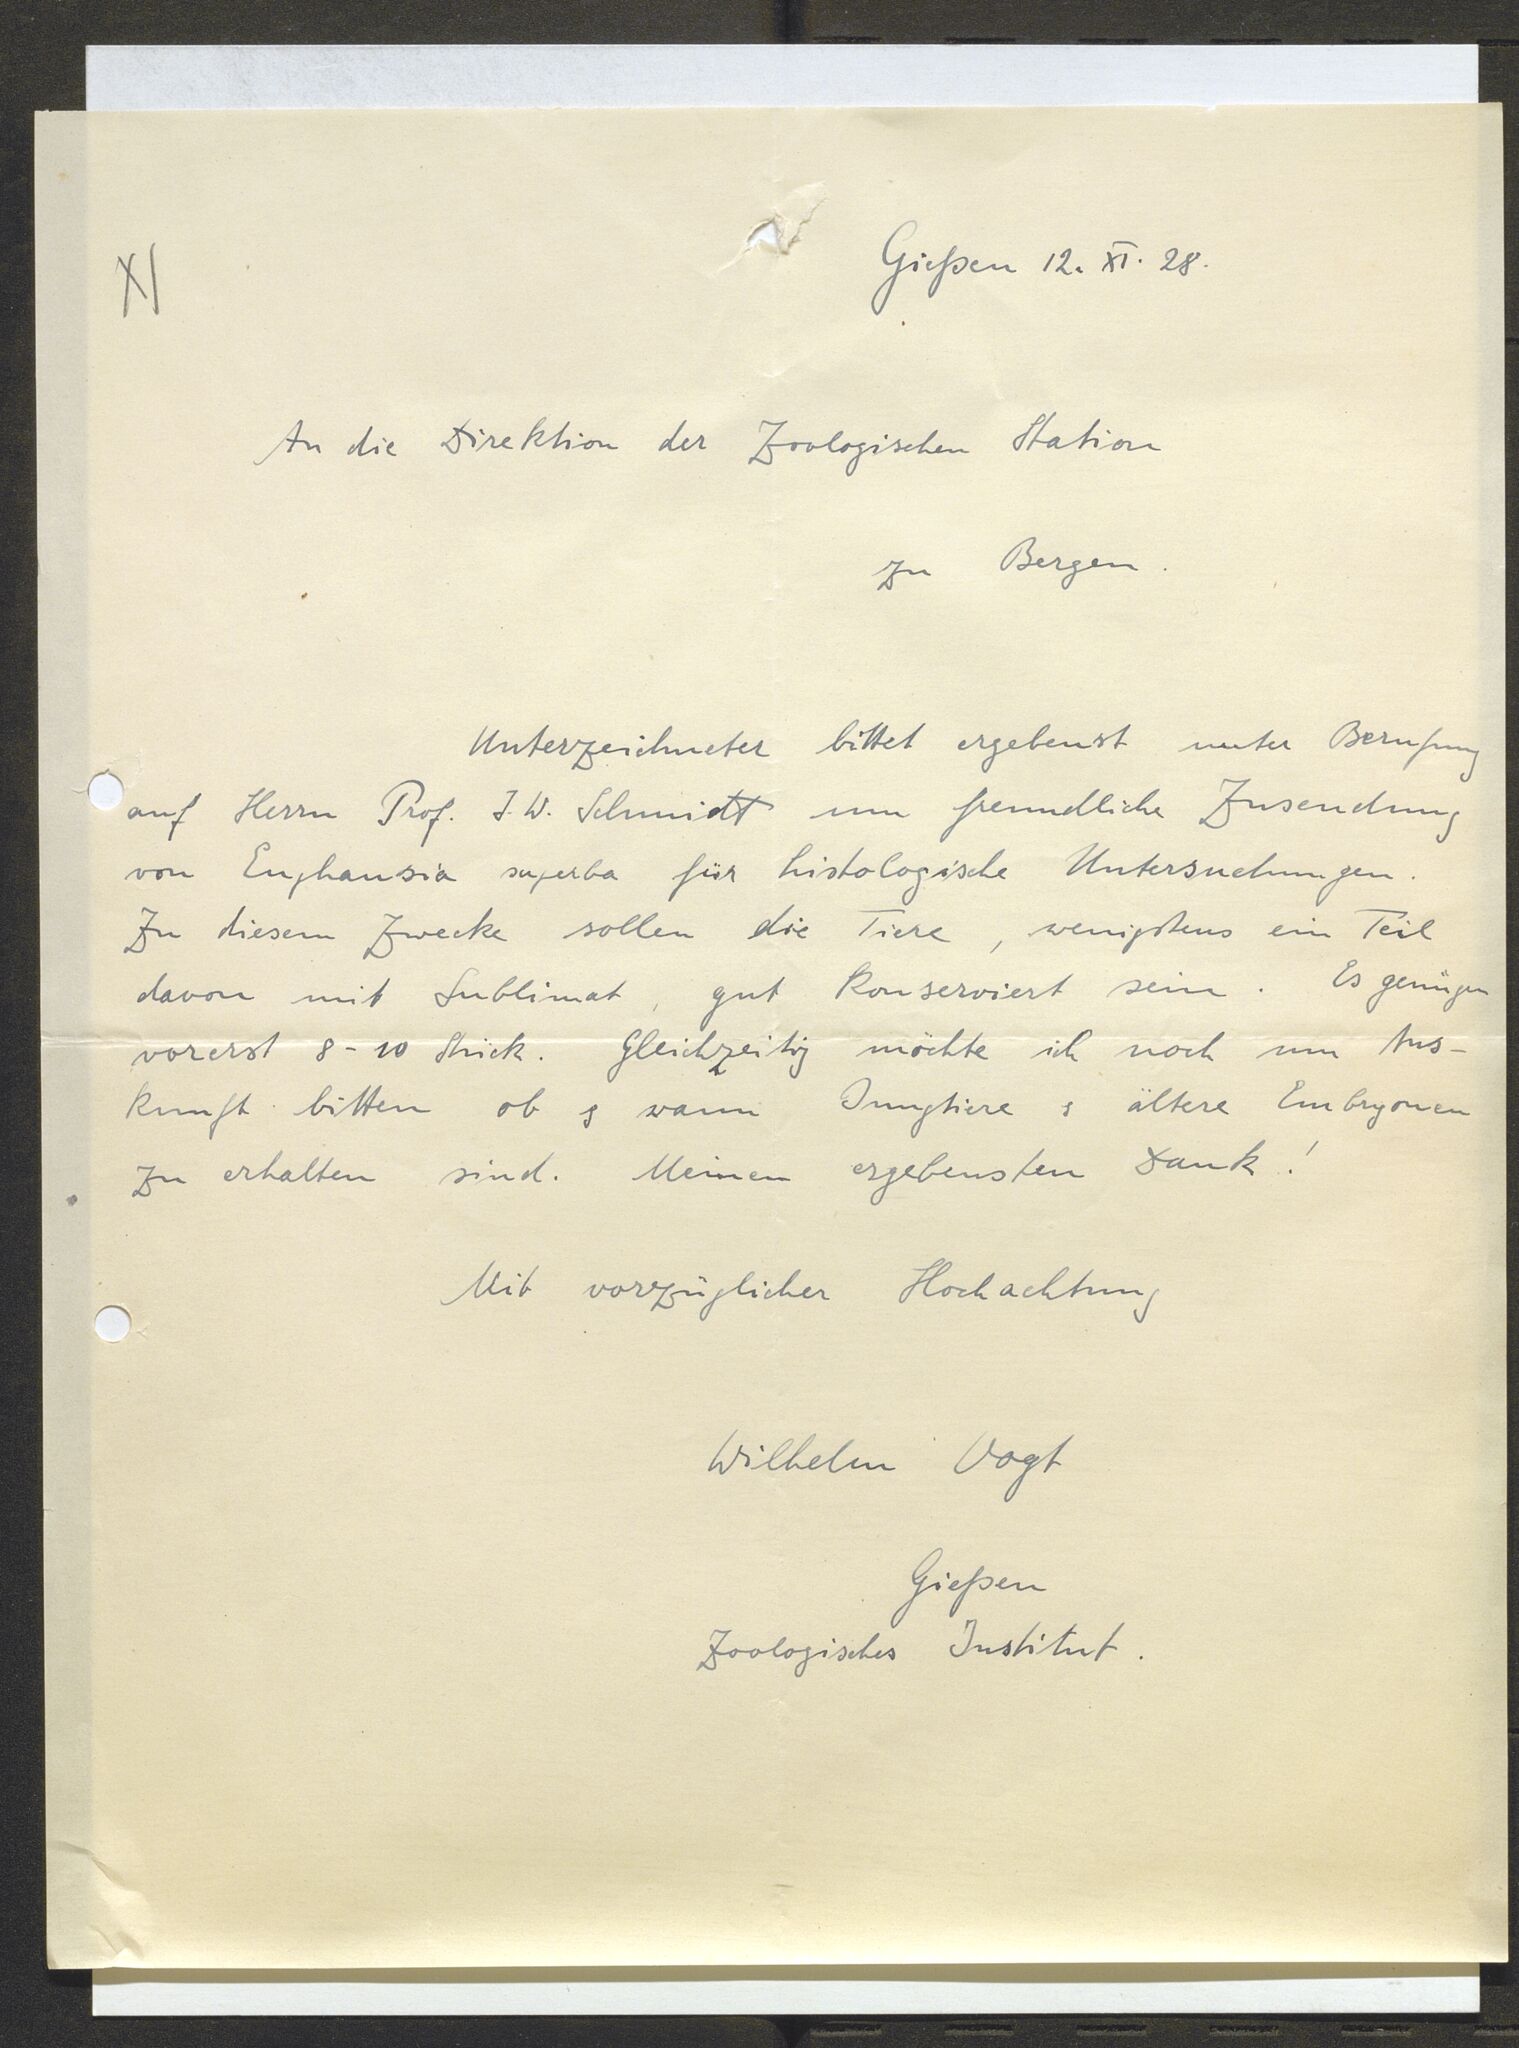 XI
Gießen 12. XI. 28.
An die Direktion der Zoologischen Station
zu Bergen.
Unterzeichneter bittet ergebenst unter Berufung
auf Herrn Prof. J. W. Schmidt um freundliche Zusendung
von Euphausia superba für histologische Untersuchungen.
Zu diesem Zwecke sollen die Tiere, wenigstens ein Teil
davon mit Sublimat, gut konserviert sein. Es genügen
vorerst 8-10 Stück. Gleichzeitig möchte ich noch um Aus-
kunft bitten ob & wann Jungtiere & ältere Embryonen
zu erhalten sind. Meinen ergebensten Dank!
Mit vorzüglicher Hochachtung
Wilhelm Vogt
Gießen
Zoologisches Institut.